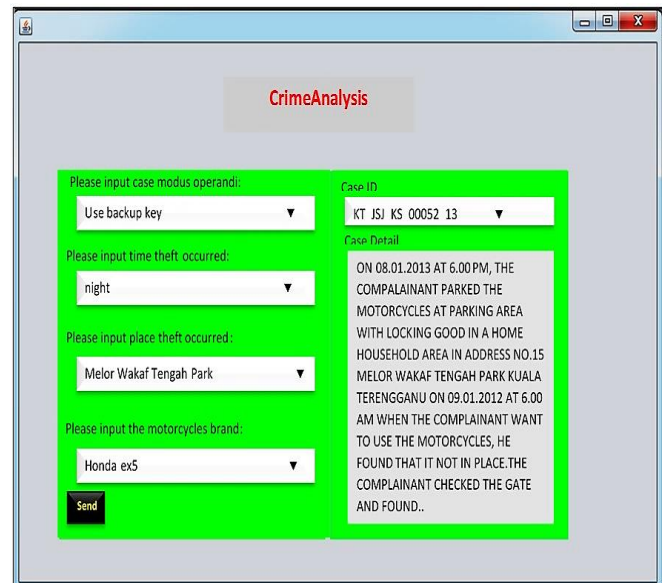 CrimeAnalysis
Please input case modus operandi:
Use backup key
Please input time theft occurred:
night
Please input place theft occurred:
Melor Wakaf Tengah Park
Please input the motorcycles brand:
Honda ex5
Send
Case ID
KT JSJ KS 00052 13
Case Detail
ON 08.01.2013 AT 6.00 PM, THE
COMPALAINANT PARKED THE
MOTORCYCLES AT PARKING AREA
WITH LOCKING GOOD IN A HOME
HOUSEHOLD AREA IN ADDRESS NO.15
MELOR WAKAF TENGAH PARK KUALA
TERENGGANU ON 09.01.2012 AT 6.00
AM WHEN THE COMPLAINANT WANT
TO USE THE MOTORCYCLES, HE
FOUND THAT IT NOT IN PLACE.THE
COMPLAINANT CHECKED THE GATE
AND FOUND..